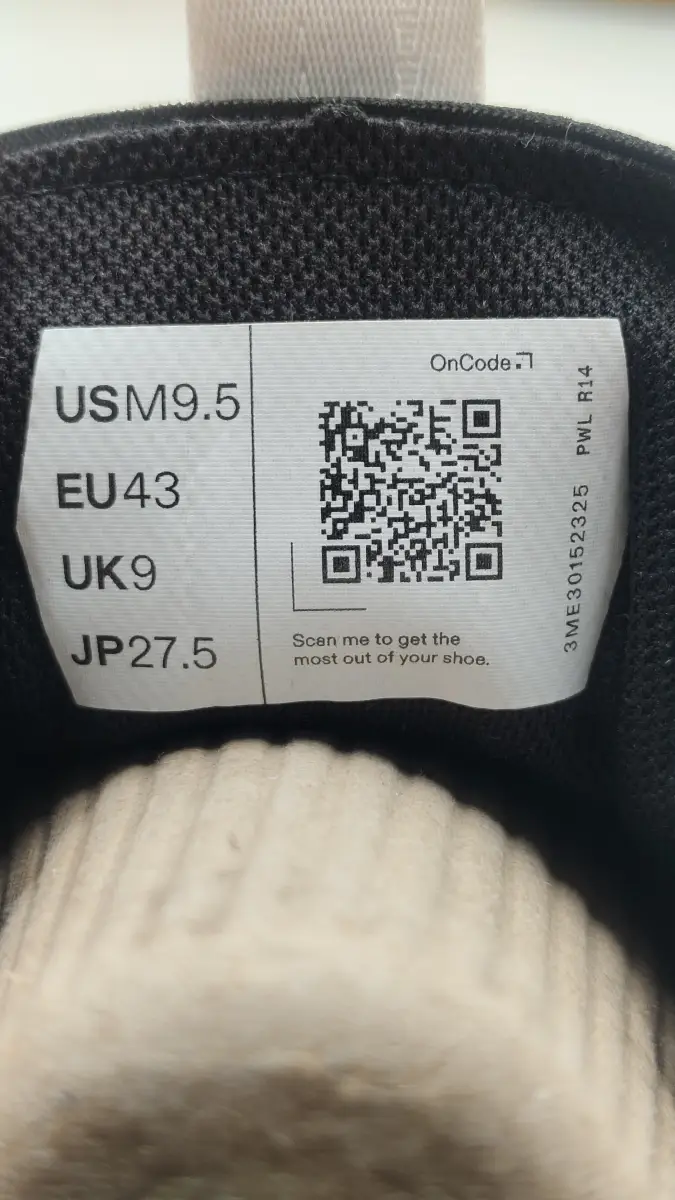 USM9.5
EU43
UK9
JP27.5
OnCode
Scan me to get the
most out of your shoe.
3ME30152325 PWL R14